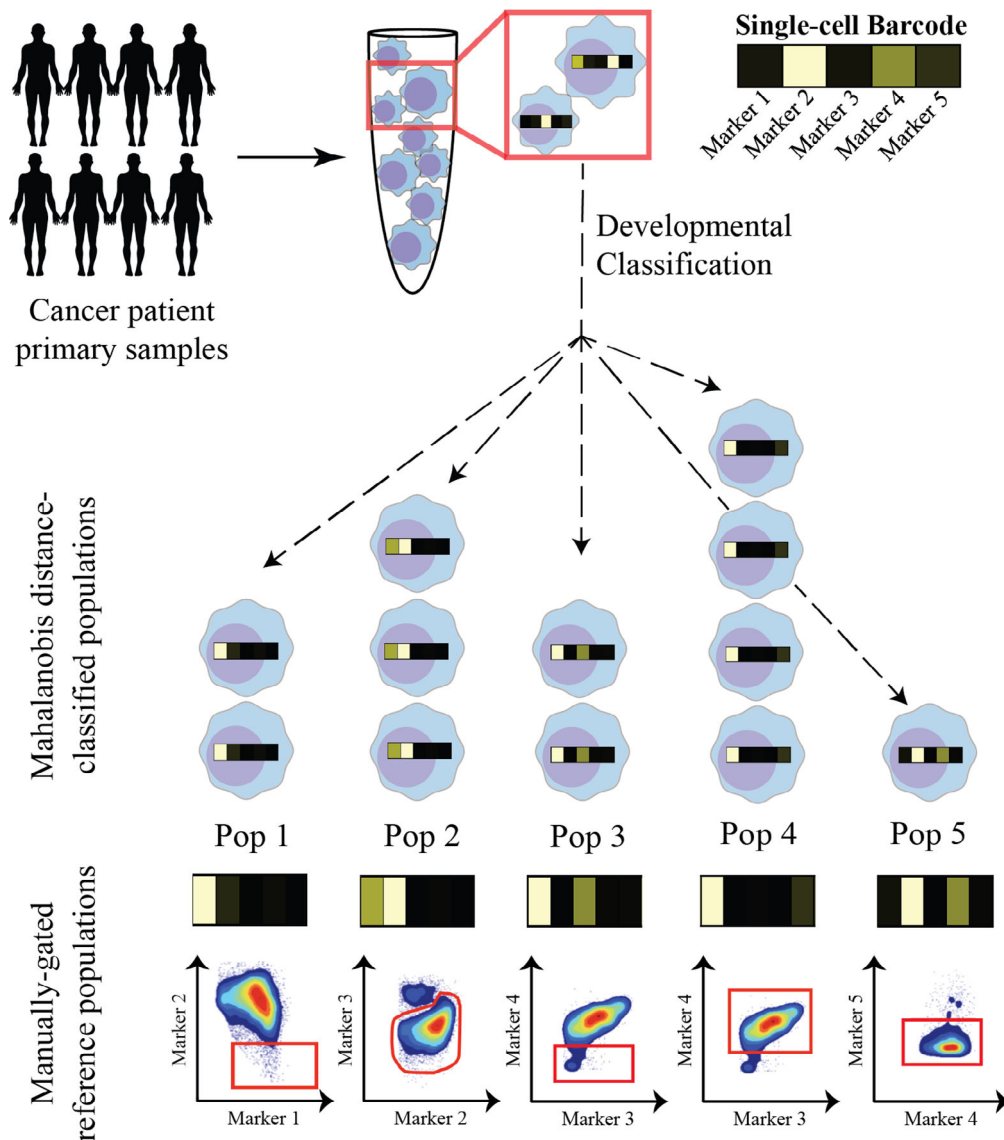 Single-cell Barcode
Marker 1
Marker 2
Marker 3
Marker 4
Marker 5
Cancer patient
primary samples
Developmental
Classification
Mahalanobis distance-
classified populations
Pop 1
Pop 2
Pop 3
Pop 4
Pop 5
Manually-gated
reference populations
Marker 2
Marker 1
Marker 3
Marker 2
Marker 4
Marker 3
Marker 4
Marker 3
Marker 5
Marker 4